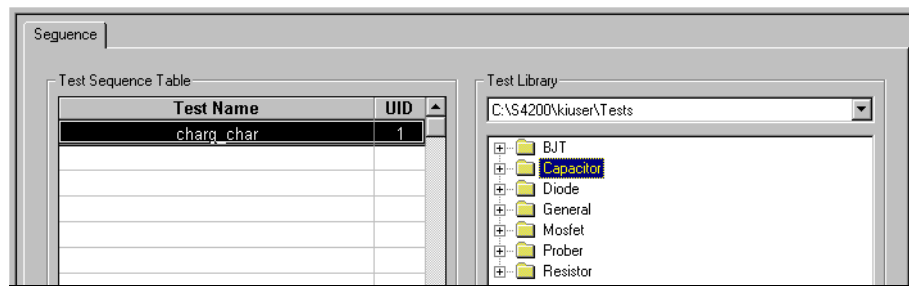 Seguence
Test Sequence Table
Test Name UID
charg_char 1
Test Library
C:\S4200\kiuser\Tests
BJT
Capacitor
Diode
General
Mosfet
Prober
Resistor